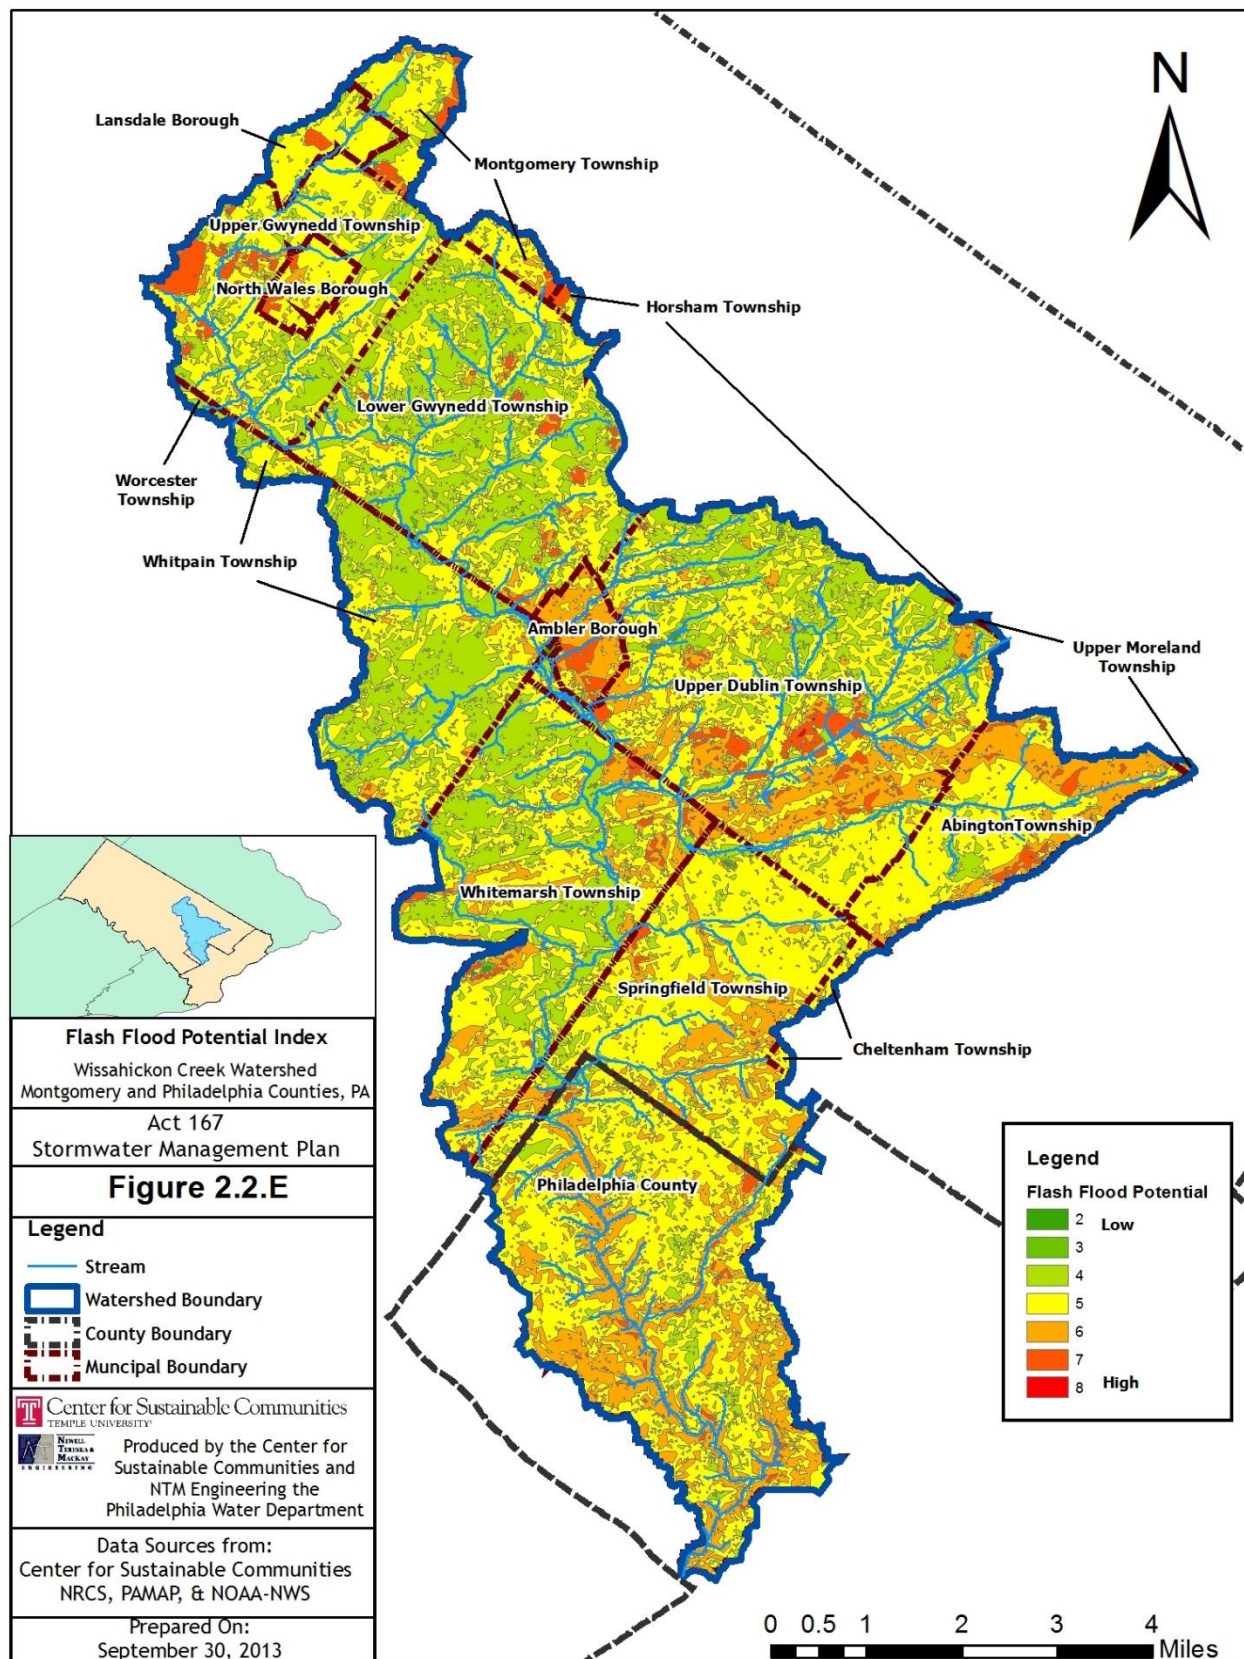 N
Lansdale Borough
Montgomery Township
Upper Gwynedd Township
North Wales Borough
Horsham Township
Lower Gwynedd Township
Worcester
Township
Whitpain Township
Ambler Borough
Upper Moreland
Township
Upper Dublin Township
AbingtonTownship
Whitemarsh Township
Springfield Township
Cheltenham Township
Philadelphia County
Flash Flood Potential Index
Wissahickon Creek Watershed
Montgomery and Philadelphia Counties, PA
Act 167
Stormwater Management Plan
Figure 2.2.E
Legend
Stream
Watershed Boundary
County Boundary
Muncipal Boundary
T Center for Sustainable Communities
TEMPLE UNIVERSITY
NEWELL
TERESKA &
MACKAY
ENGINEERING
Produced by the Center for
Sustainable Communities and
NTM Engineering the
Philadelphia Water Department
Data Sources from:
Center for Sustainable Communities
NRCS, PAMAP, & NOAA-NWS
Prepared On:
September 30, 2013
Legend
Flash Flood Potential
2 Low
3
4
5
6
7
8 High
0 0.5 1 2 3 4
Miles